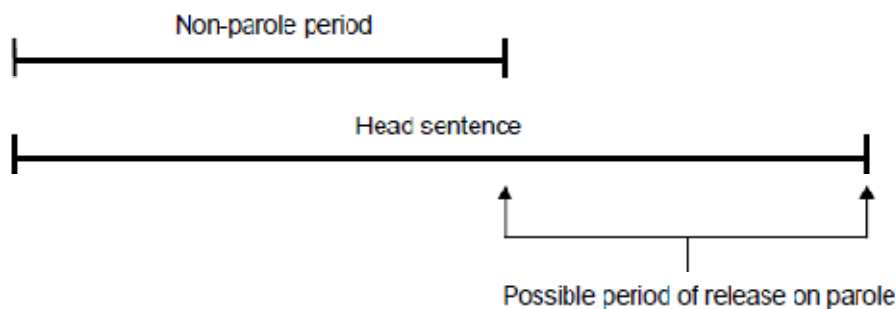 Non-parole period
Head sentence
Possible period of release on parole